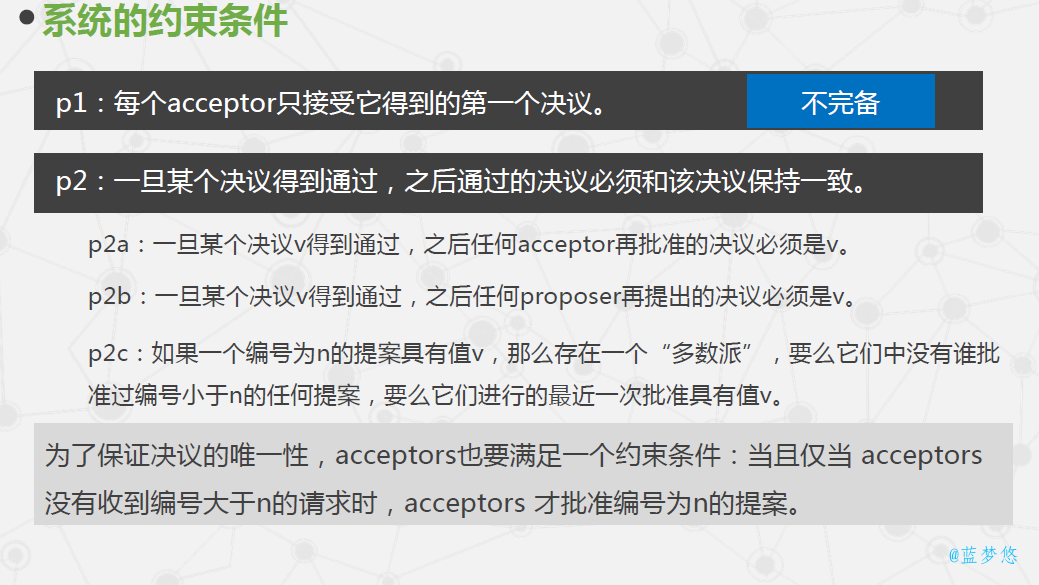 系统的约束条件
p1：每个acceptor只接受它得到的第一个决议。 不完备
p2：一旦某个决议得到通过，之后通过的决议必须和该决议保持一致。
p2a：一旦某个决议v得到通过，之后任何acceptor再批准的决议必须是v。
p2b：一旦某个决议v得到通过，之后任何proposer再提出的决议必须是v。
p2c：如果一个编号为n的提案具有值v，那么存在一个“多数派”，要么它们中没有谁批
准过编号小于n的任何提案，要么它们进行的最近一次批准具有值v。
为了保证决议的唯一性，acceptors也要满足一个约束条件：当且仅当 acceptors
没有收到编号大于n的请求时，acceptors 才批准编号为n的提案。
@蓝梦悠